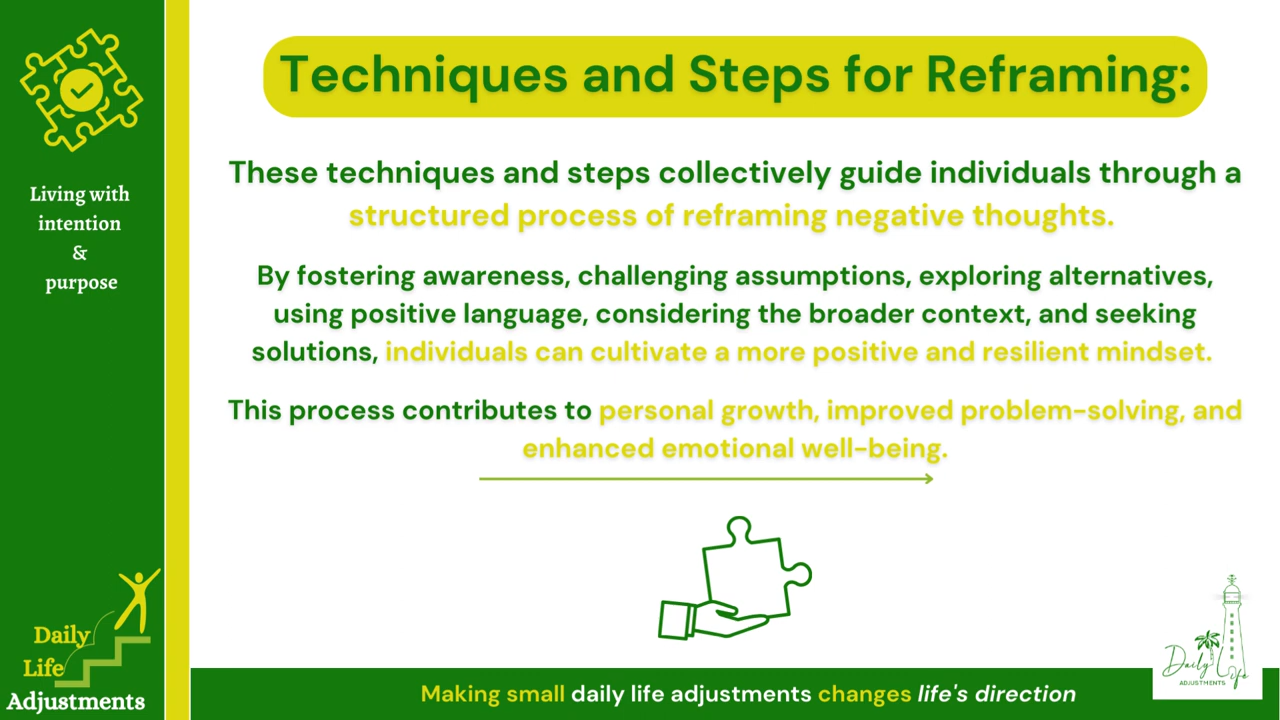 Techniques and Steps for Reframing:
These techniques and steps collectively guide individuals through a
structured process of reframing negative thoughts.
By fostering awareness, challenging assumptions, exploring alternatives,
using positive language, considering the broader context, and seeking
solutions, individuals can cultivate a more positive and resilient mindset.
This process contributes to personal growth, improved problem-solving, and
enhanced emotional well-being.
Living with
intention
&
purpose
Daily
Life
Adjustments
Making small daily life adjustments changes life's direction
Daily Life
ADJUSTMENTS